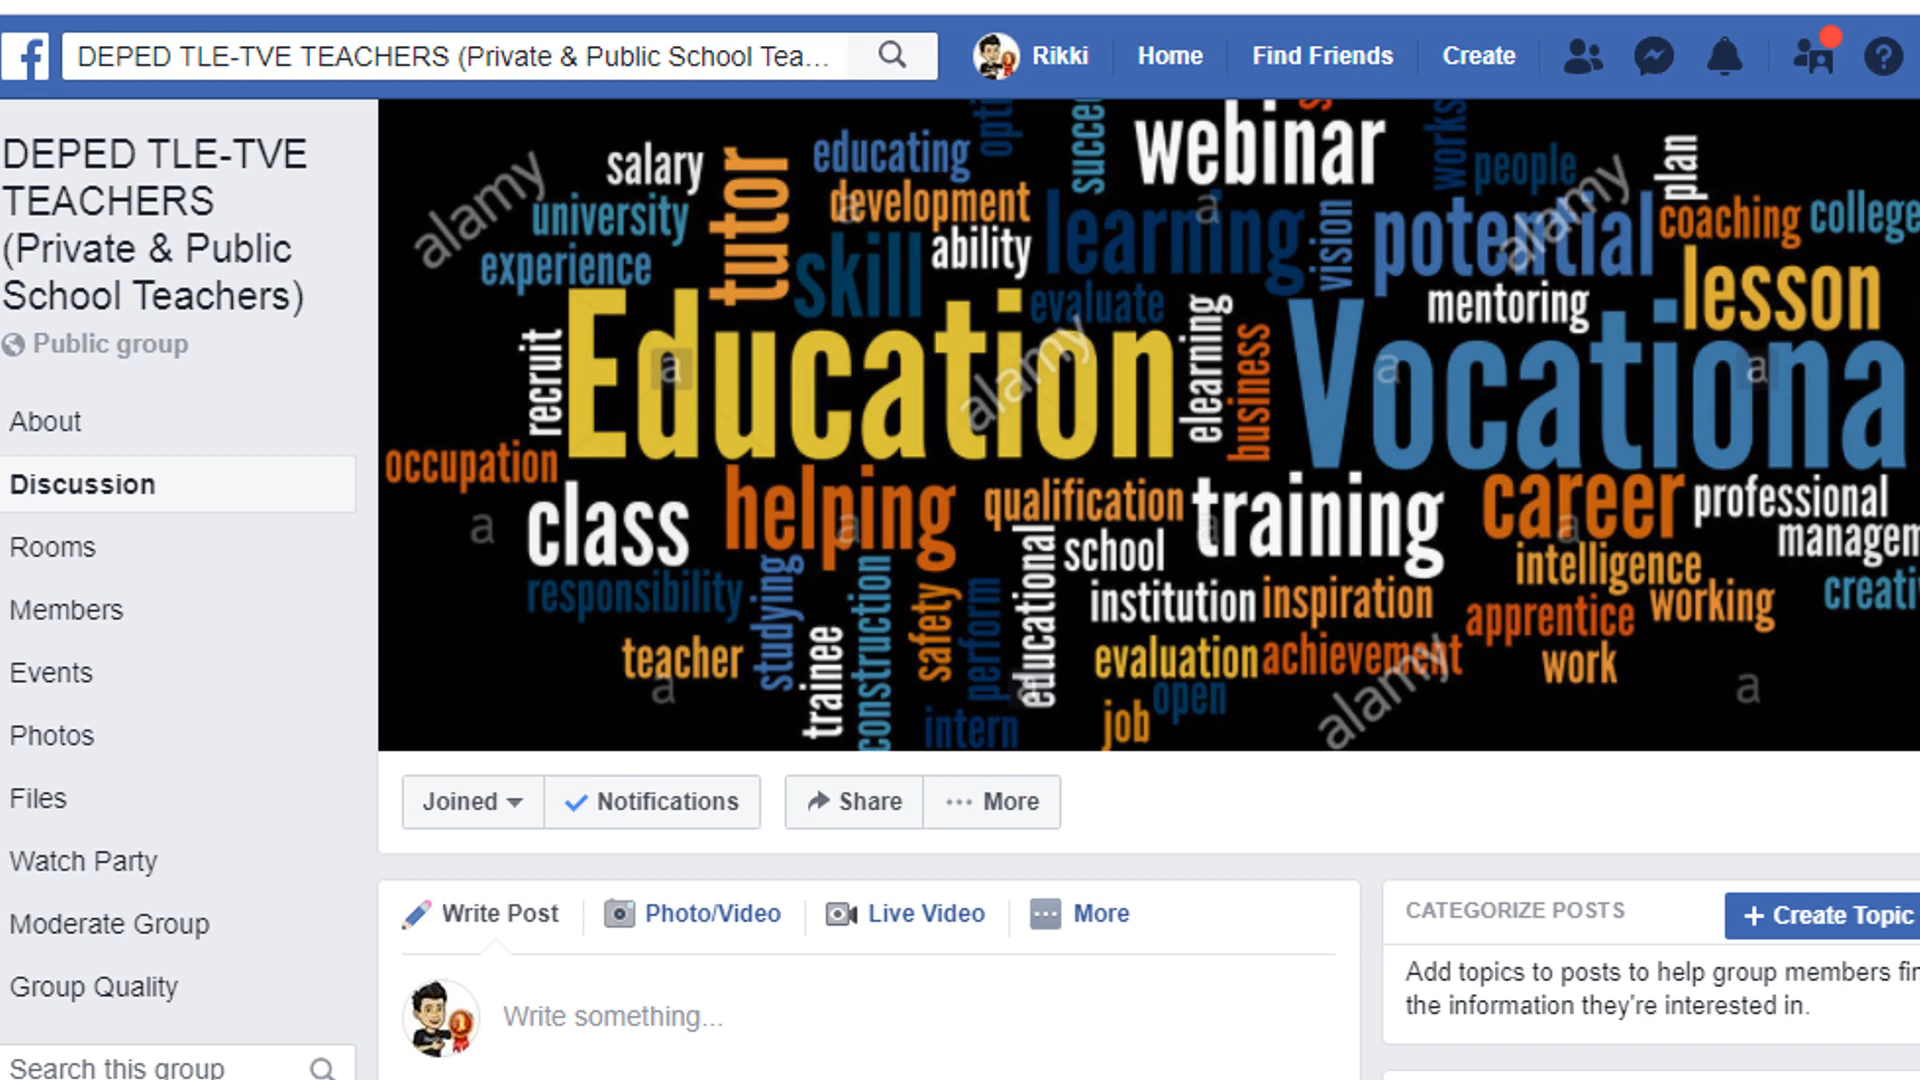 f
DEPED TLE-TVE TEACHERS (Private & Public School Tea...
Rikki
Home
Find Friends
Create
?
DEPED TLE-TVE
TEACHERS
(Private & Public
School Teachers)
Public group
About
Discussion
Rooms
Members
Events
Photos
Files
Watch Party
Moderate Group
Group Quality
Search this group
salary
tutor
educating
opti
succe
webinar
works
people
plan
university
development
learning
vision
potential
coaching
college
experience
skill
ability
evaluate
mentoring
lesson
recruit
Education
elearning
business
Vocationa
occupation
class
helping
qualification
training
career
professional
school
managem
intelligence
responsibility
studying
construction
safety
perform
educational
institution
inspiration
apprentice
working
creati
teacher
trainee
evaluation
achievement
work
intern
job
open
alamy
alamy
alamy
alamy
a
a
a
a
a
a
a
a
a
a
a
Joined
Notifications
Share
More
Write Post
Photo/Video
Live Video
More
Write something...
CATEGORIZE POSTS
+ Create Topic
Add topics to posts to help group members fin
the information they're interested in.